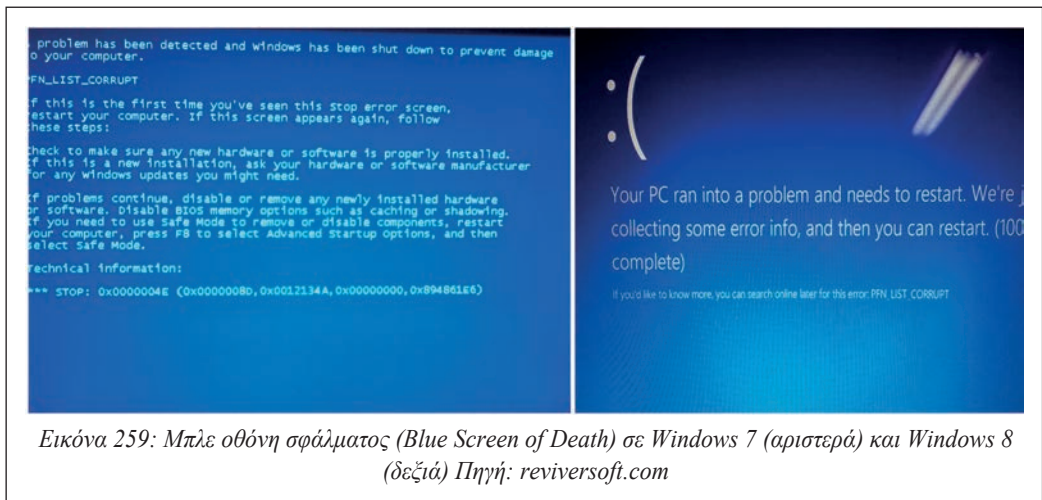 problem has been detected and windows has been shut down to prevent damage
o your computer.
PFN_LIST_CORRUPT
f this is the first time you've seen this Stop error screen,
estart your computer. If this screen appears again, follow
hese steps:
heck to make sure any new hardware or software is properly installed.
f this is a new installation, ask your hardware or software manufacturer
or any windows updates you might need.
f problems continue, disable or remove any newly installed hardware
or software. Disable BIOS memory options such as caching or shadowing.
f you need to use Safe Mode to remove or disable components, restart
your computer, press F8 to select Advanced Startup Options, and then
select Safe Mode.
echnical information:
*** STOP: 0x0000004E (0x0000008D,0x0012134A,0x00000000,0x894861E6)
:(
Your PC ran into a problem and needs to restart. We're j
collecting some error info, and then you can restart. (100
complete)
If you'd like to know more, you can search online later for this error: PFN_LIST_CORRUPT
Εικόνα 259: Μπλε οθόνη σφάλματος (Blue Screen of Death) σε Windows 7 (αριστερά) και Windows 8
(δεξιά) Πηγή: reviversoft.com